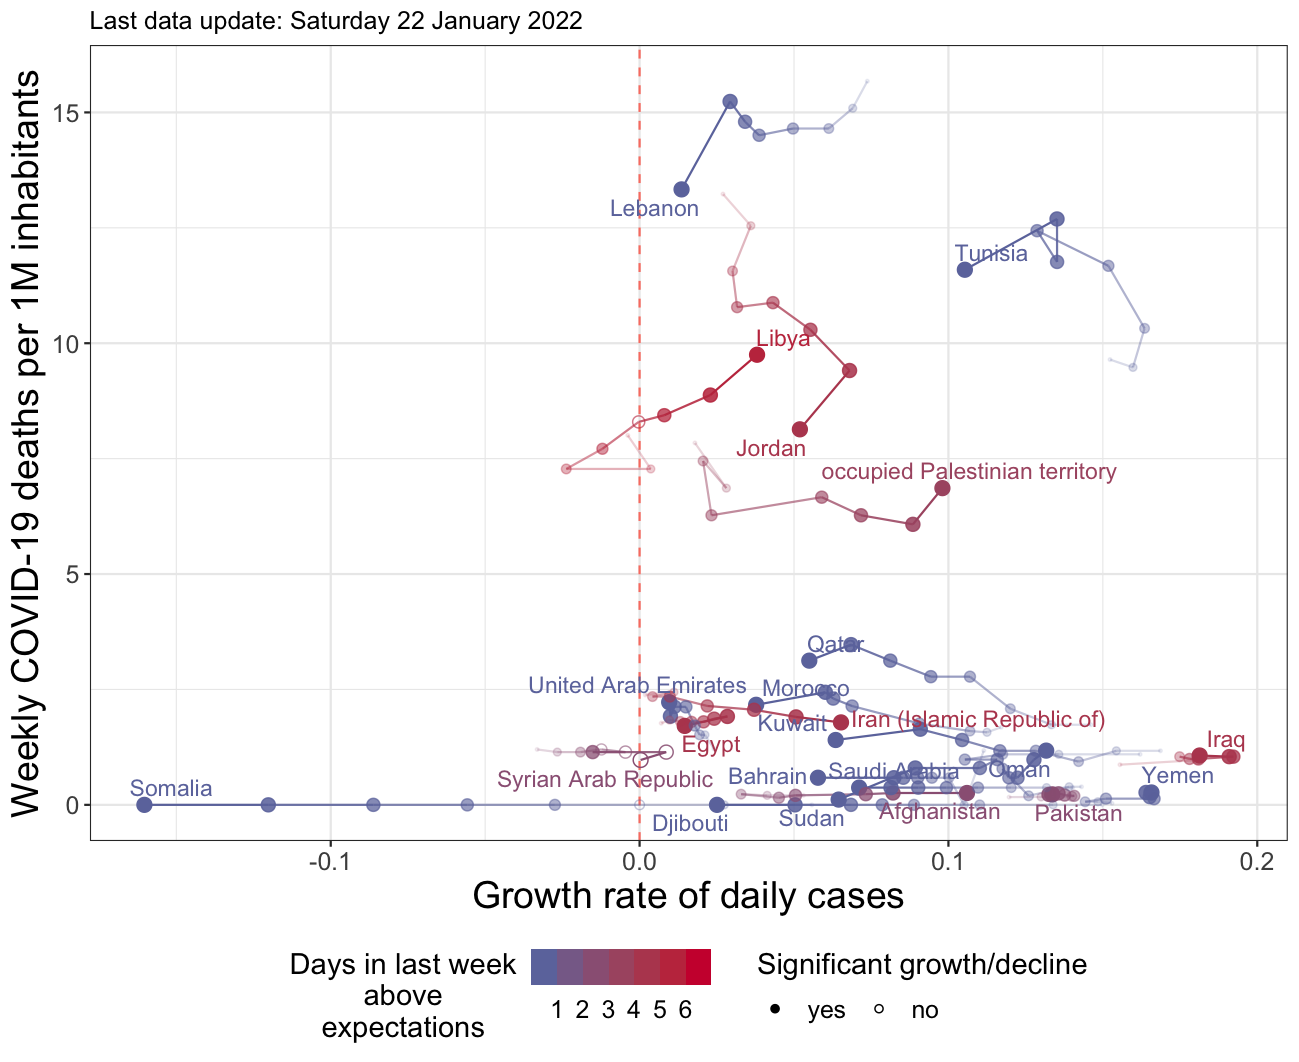 Last data update: Saturday 22 January 2022
Weekly COVID-19 deaths per 1M inhabitants
15
10
5
0
Lebanon
Tunisia
Libya
Jordan
occupied Palestinian territory
Qatar
United Arab Emirates
Morocco
Kuwait
Iran (Islamic Republic of)
Egypt
Iraq
Syrian Arab Republic
Bahrain
Saudi Arabia
Oman
Yemen
Somalia
Djibouti
Sudan
Afghanistan
Pakistan
-0.1
0.0
0.1
0.2
Growth rate of daily cases
Days in last week
above
expectations
1 2 3 4 5 6
Significant growth/decline
yes no